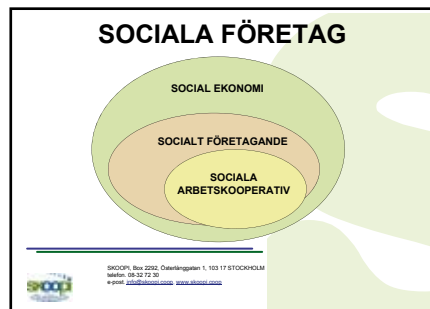 SOCIALA FÖRETAG
SOCIAL EKONOMI
SOCIALT FÖRETAGANDE
SOCIALA
ARBETSKOOPERATIV
SKOOPI, Box 2292, Österlånggatan 1, 103 17 STOCKHOLM
telefon. 08-32 72 30
e-post. info@skoopi.coop, www.skoopi.coop
skoopi